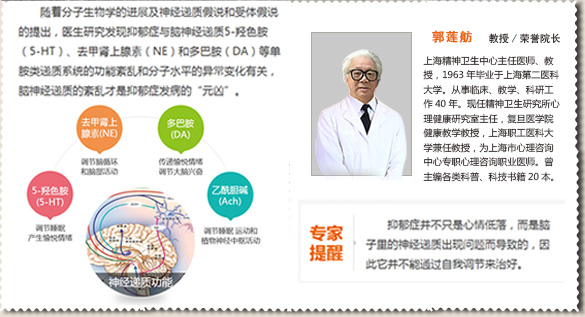 随着分子生物学的进展及神经递质假说和受体假说
的提出，医生研究发现抑郁症与脑神经递质5-羟色胺
（5-HT）、去甲肾上腺素（NE）和多巴胺（DA）等单
胺类递质系统的功能紊乱和分子水平的异常变化有关，
脑神经递质的紊乱才是抑郁症发病的“元凶”。
去甲肾上
腺素(NE)
调节脑循环
和脑部活动
多巴胺
(DA)
传递愉悦情绪
调节大脑兴奋
5-羟色胺
(5-HT)
调节睡眠
产生愉悦情绪
乙酰胆碱
(Ach)
调节睡眠 运动和
植物神经中枢活动
神经递质功能
郭莲舫 教授／荣誉院长
上海精神卫生中心主任医师、教
授，1963 年毕业于上海第二医科
大学。从事临床、教学、科研工
作 40 年。现任精神卫生研究所心
理健康研究室主任，复旦医学院
健康教学教授，上海职工医科大
学兼任教授，为上海市心理咨询
中心专职心理咨询职业医师。曾
主编各类科普、科技书籍 20 本。
专家
提醒
抑郁症并不只是心情低落，而是脑
子里的神经递质出现问题而导致的，因
此它并不能通过自我调节来治好。